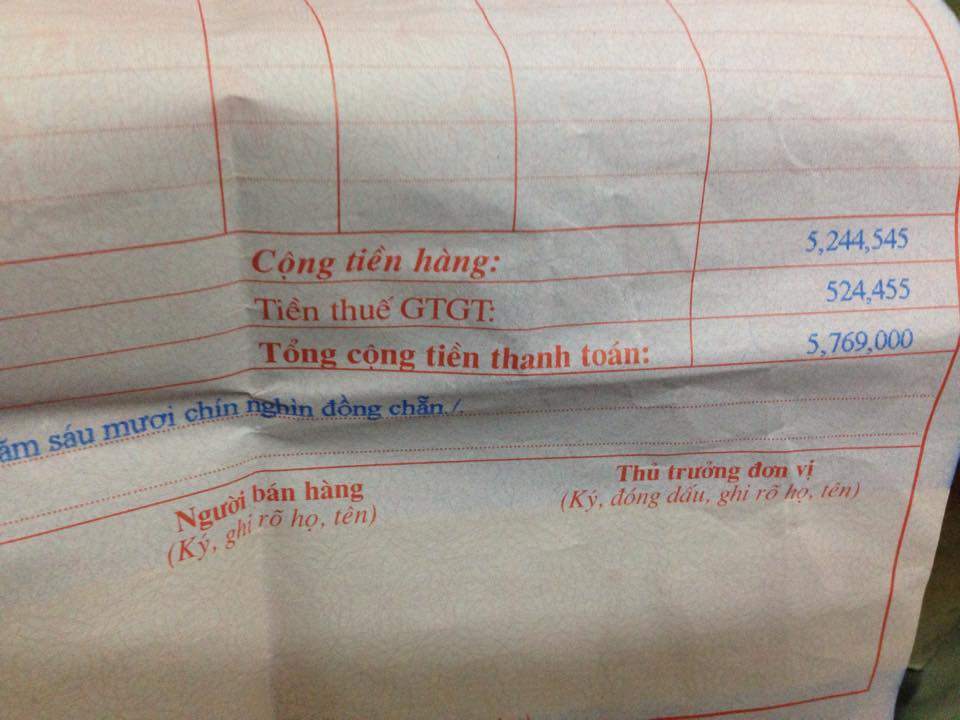 Cộng tiền hàng: 5,244,545
Tiền thuế GTGT: 524,455
Tổng cộng tiền thanh toán: 5,769,000
ăm sáu mươi chín nghìn đồng chẵn./.
Người bán hàng
(Ký, ghi rõ họ, tên)
Thủ trưởng đơn vị
(Ký, đóng dấu, ghi rõ họ, tên)